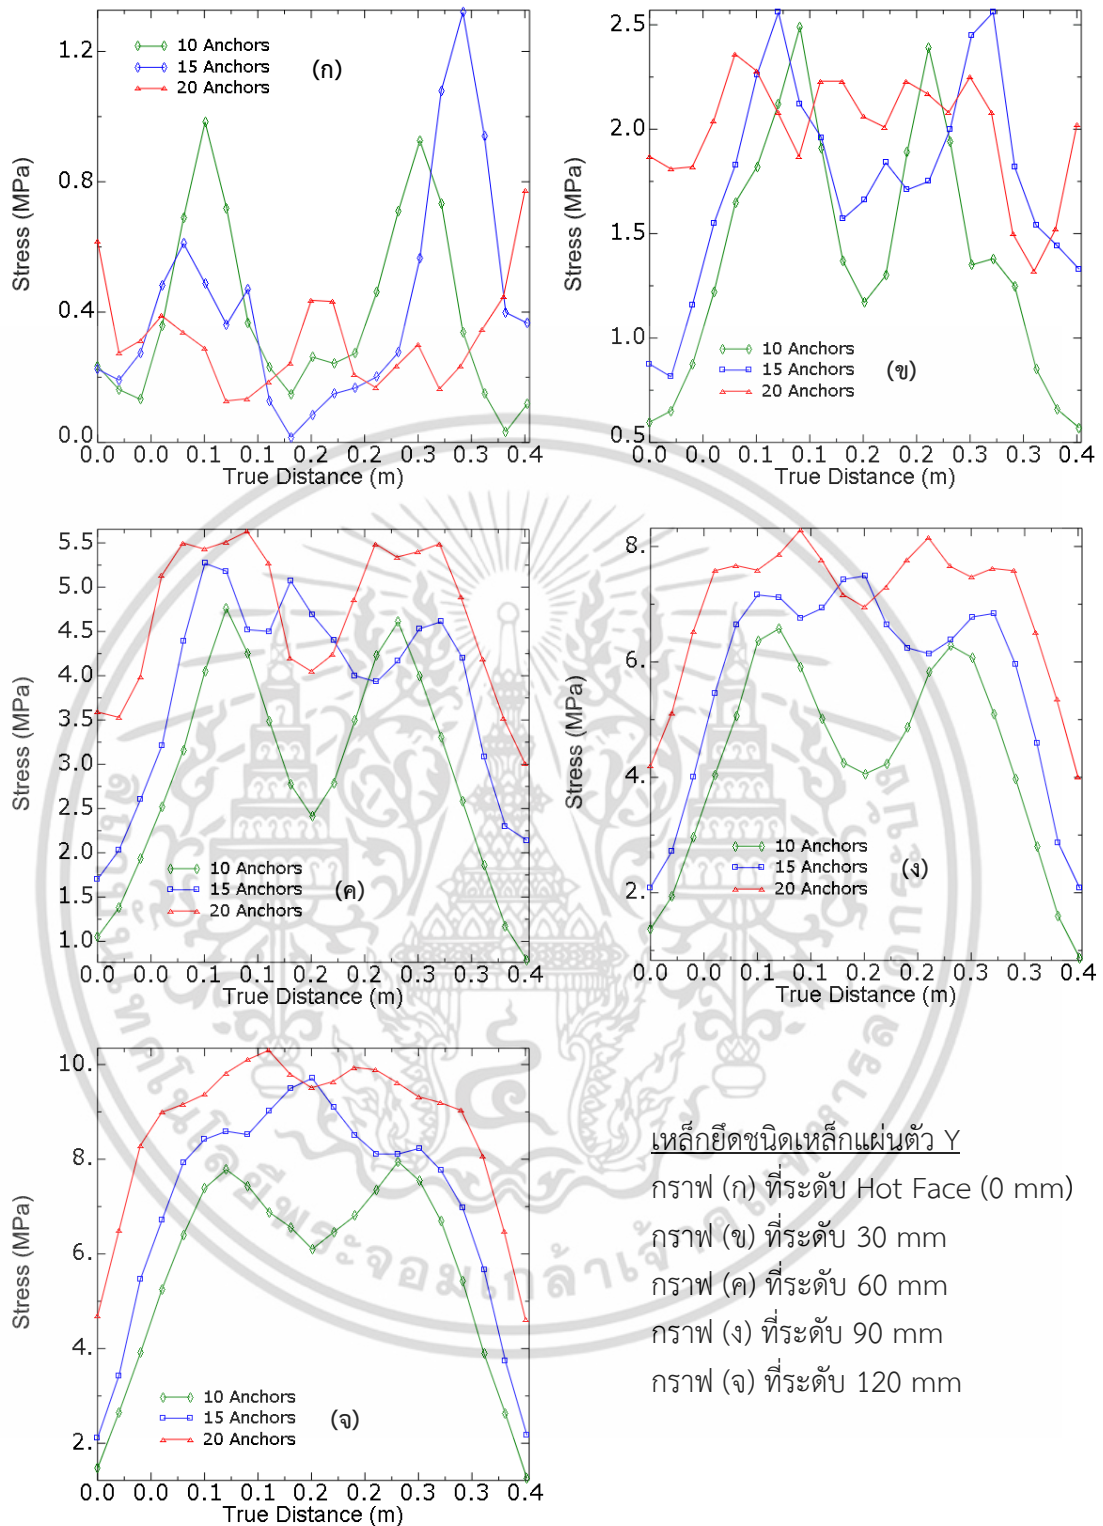 1.2
0.8
0.4
0.0
Stress (MPa)
10 Anchors
15 Anchors
20 Anchors
(ก)
0.0 0.0 0.1 0.1 0.2 0.2 0.3 0.3 0.4
True Distance (m)
2.5
2.0
1.5
1.0
0.5
Stress (MPa)
10 Anchors
15 Anchors
20 Anchors
(ข)
0.0 0.0 0.1 0.1 0.2 0.2 0.3 0.3 0.4
True Distance (m)
5.5
5.0
4.5
4.0
3.5
3.0
2.5
2.0
1.5
1.0
Stress (MPa)
10 Anchors
15 Anchors
20 Anchors
(ค)
0.0 0.0 0.1 0.1 0.2 0.2 0.3 0.3 0.4
True Distance (m)
8.
6.
4.
2.
Stress (MPa)
10 Anchors
15 Anchors
20 Anchors
(ง)
0.0 0.0 0.1 0.1 0.2 0.2 0.3 0.3 0.4
True Distance (m)
10.
8.
6.
4.
2.
Stress (MPa)
10 Anchors
15 Anchors
20 Anchors
(จ)
0.0 0.0 0.1 0.1 0.2 0.2 0.3 0.3 0.4
True Distance (m)
เหล็กยึดชนิดเหล็กแผ่นตัว Y
กราฟ (ก) ที่ระดับ Hot Face (0 mm)
กราฟ (ข) ที่ระดับ 30 mm
กราฟ (ค) ที่ระดับ 60 mm
กราฟ (ง) ที่ระดับ 90 mm
กราฟ (จ) ที่ระดับ 120 mm